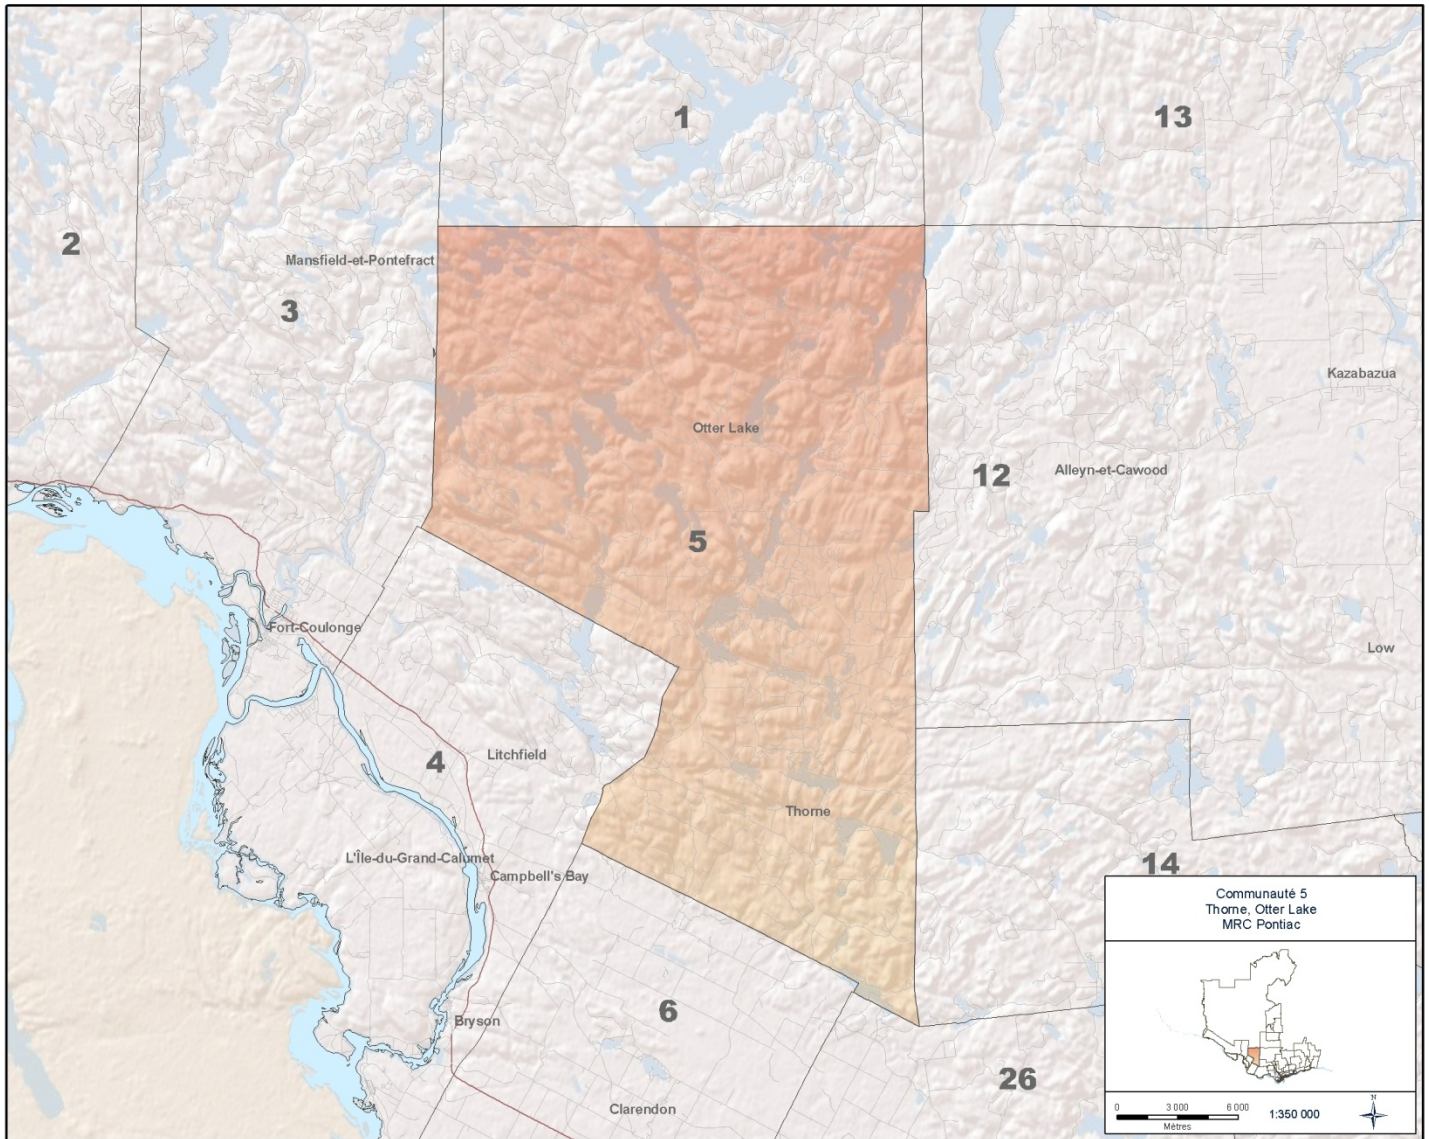 1
13
2
Mansfield-et-Pontefract
3
Kazabazua
Otter Lake
12
Alleyn-et-Cawood
5
Fort-Coulonge
Low
Litchfield
4
Thorne
L'Île-du-Grand-Calumet
Campbell's Bay
14
6
Bryson
26
Clarendon
Communauté 5
Thorne, Otter Lake
MRC Pontiac
0 3 000 6 000
Mètres
1:350 000
N